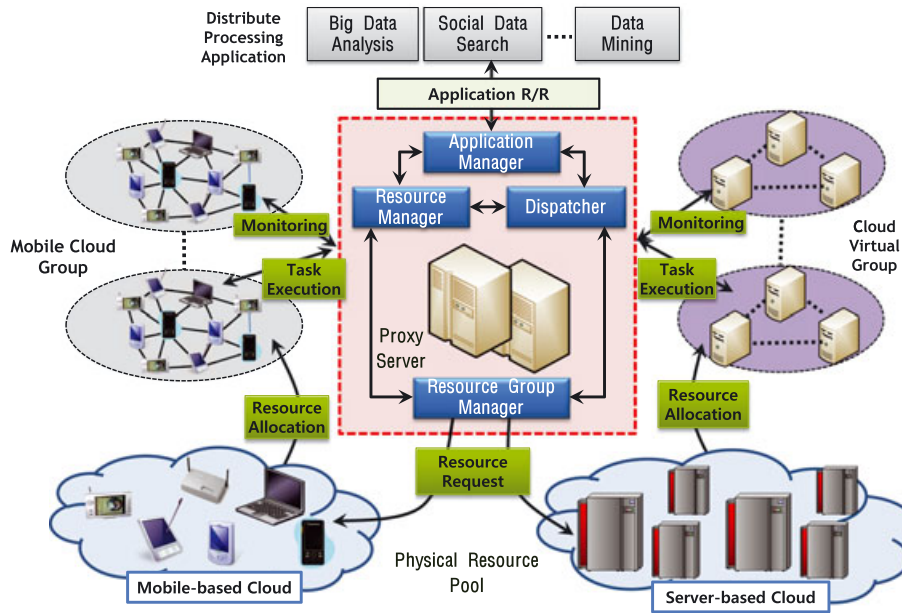 Distribute
Processing
Application
Big Data
Analysis
Social Data
Search
Data
Mining
Application R/R
Application
Manager
Resource
Manager
Dispatcher
Monitoring
Monitoring
Mobile Cloud
Group
Cloud
Virtual
Group
Task
Execution
Task
Execution
Proxy
Server
Resource Group
Manager
Resource
Allocation
Resource
Allocation
Resource
Request
Physical Resource
Pool
Mobile-based Cloud
Server-based Cloud